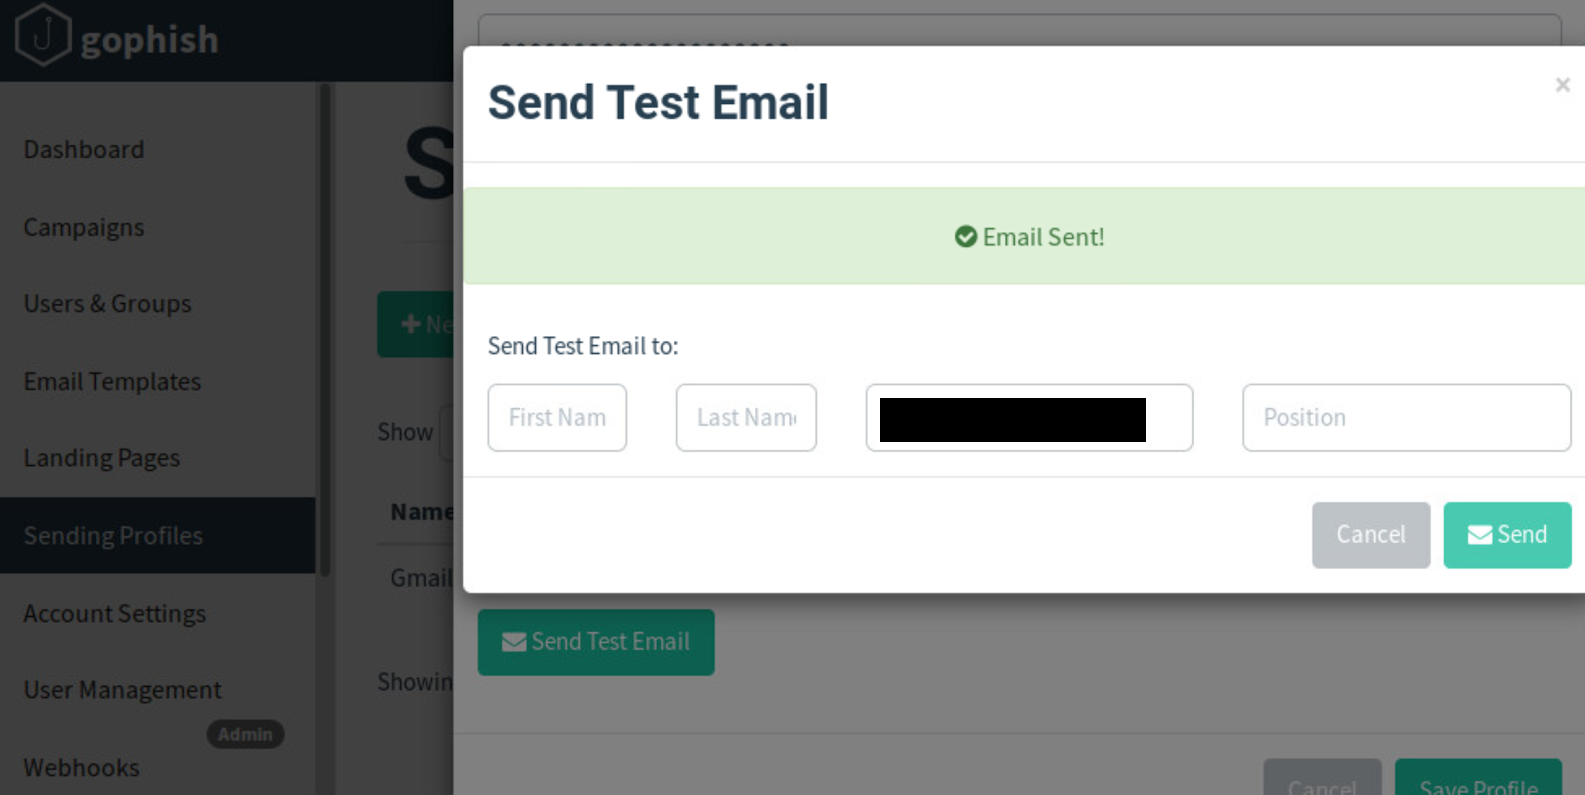 gophish
Dashboard
Campaigns
Users & Groups
Email Templates
Landing Pages
Sending Profiles
Account Settings
User Management
Admin
Webhooks
S
Ne
Show
Name
Gmail
Showin
Send Test Email
×
Email Sent!
Send Test Email to:
First Nam
Last Nam
Position
Cancel
Send
Send Test Email
Cancel
Save Profile